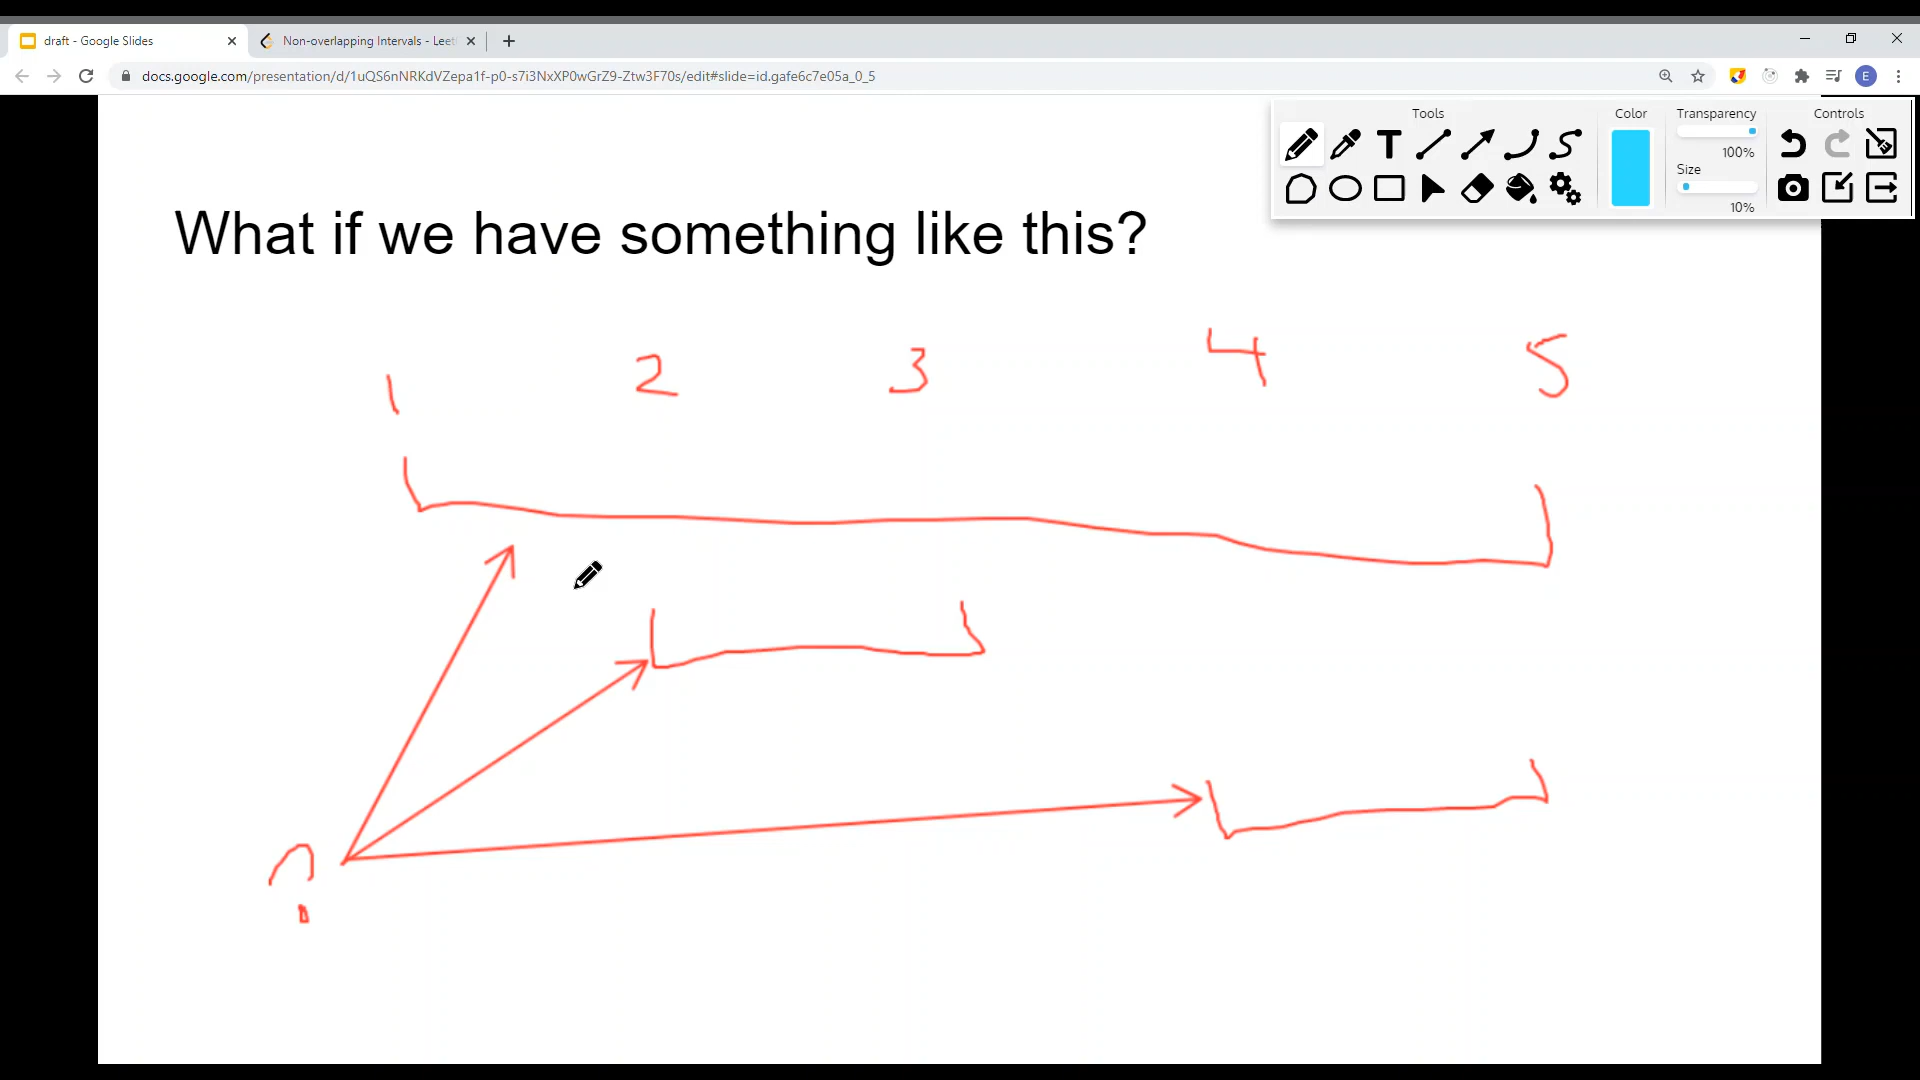 draft - Google Slides
Non-overlapping Intervals - Leet
docs.google.com/presentation/d/1uQS6nNRKdVZepa1f-p0-s7i3NxXP0wGrZ9-Ztw3F70s/edit#slide=id.gafe6c7e05a_0_5
E
Tools
Color
Transparency
Controls
T
100%
Size
10%
What if we have something like this?
1 2 3 4 5
?